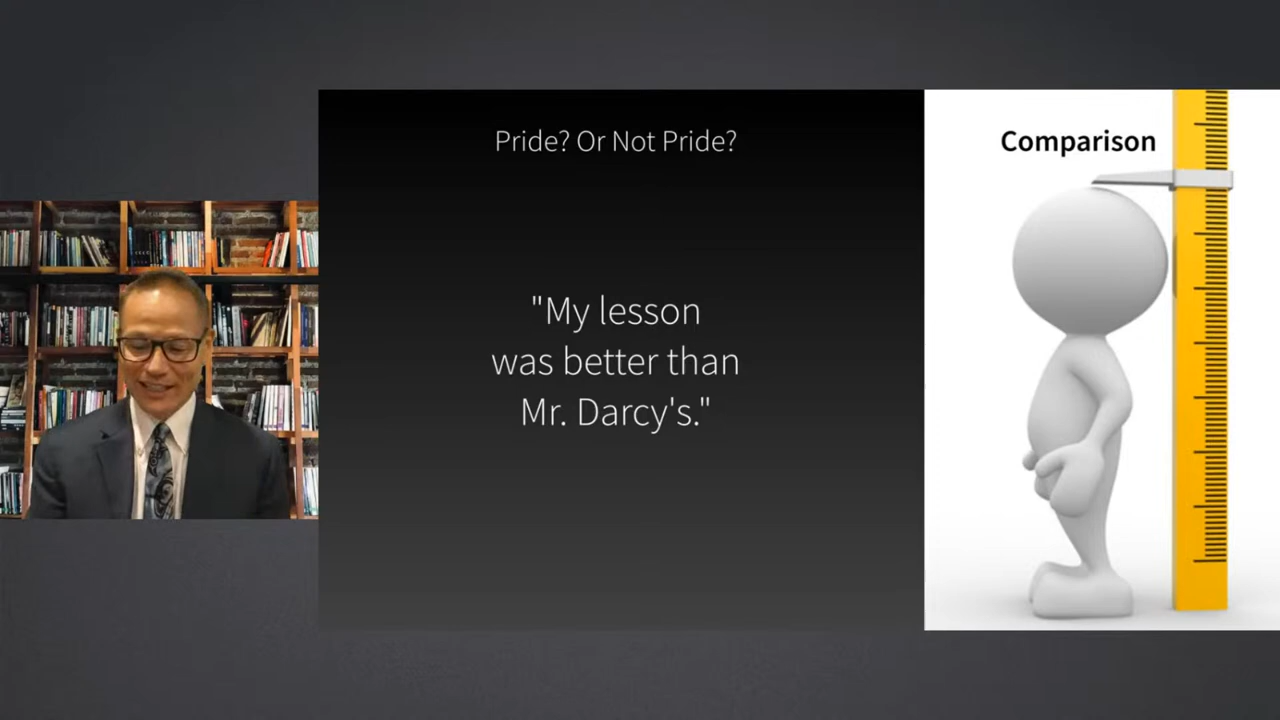 Pride? Or Not Pride?
"My lesson
was better than
Mr. Darcy's."
Comparison